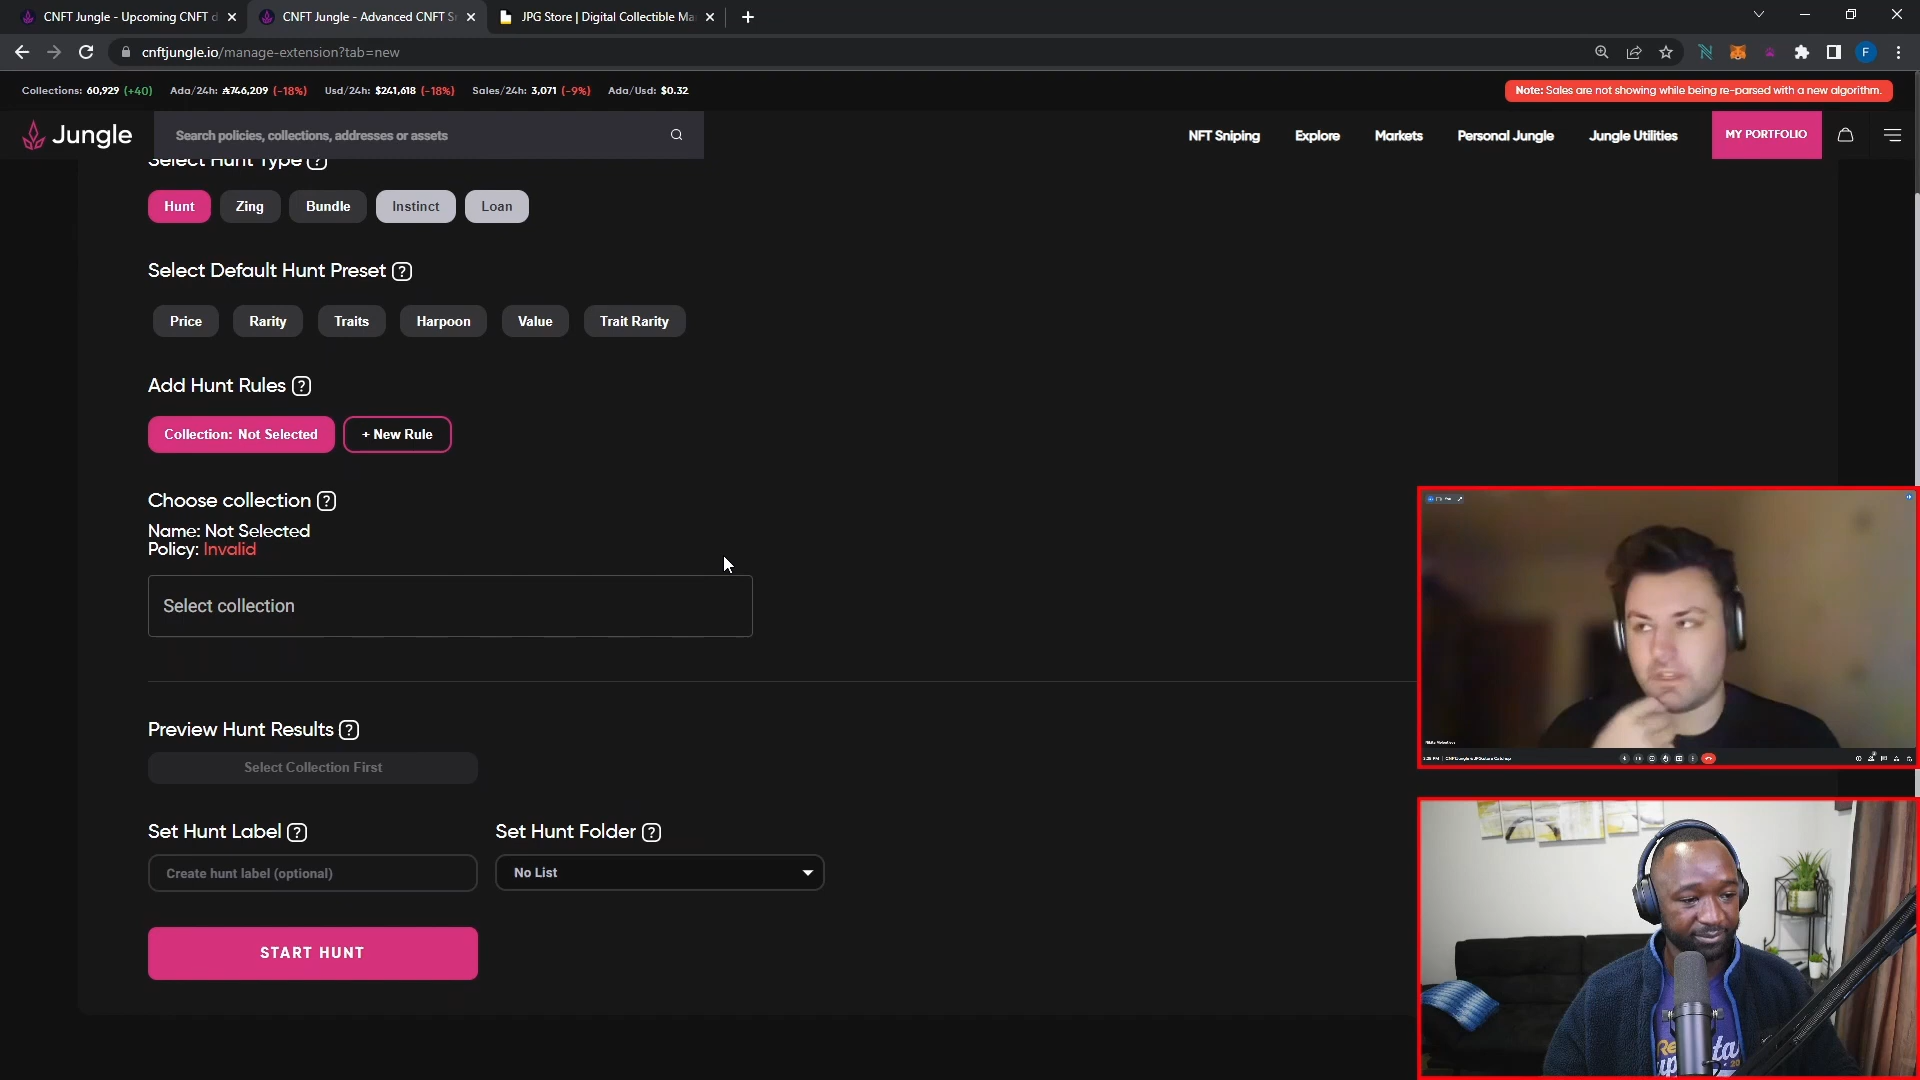 CNFT Jungle - Upcoming CNFT d
CNFT Jungle - Advanced CNFT Sr
JPG Store | Digital Collectible Ma
cnftjungle.io/manage-extension?tab=new
F
Collections: 60,929 (+40) Ada/24h: ₳746,209 (-18%) Usd/24h: $241,618 (-18%) Sales/24h: 3,071 (-9%) Ada/Usd: $0.32
Note: Sales are not showing while being re-parsed with a new algorithm.
Jungle
Search policies, collections, addresses or assets
NFT Sniping Explore Markets Personal Jungle Jungle Utilities MY PORTFOLIO
Select Hunt Type ?
Hunt Zing Bundle Instinct Loan
Select Default Hunt Preset ?
Price Rarity Traits Harpoon Value Trait Rarity
Add Hunt Rules ?
Collection: Not Selected + New Rule
Choose collection ?
Name: Not Selected
Policy: Invalid
Select collection
Preview Hunt Results ?
Select Collection First
Set Hunt Label ? Set Hunt Folder ?
Create hunt label (optional) No List
START HUNT